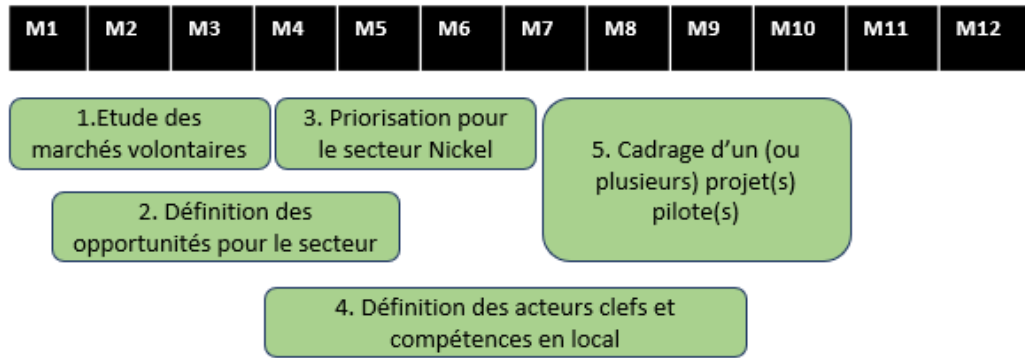 M1 M2 M3 M4 M5 M6 M7 M8 M9 M10 M11 M12
1.Etude des
marchés volontaires
3. Priorisation pour
le secteur Nickel
5. Cadrage d’un (ou
plusieurs) projet(s)
pilote(s)
2. Définition des
opportunités pour le secteur
4. Définition des acteurs clefs et
compétences en local